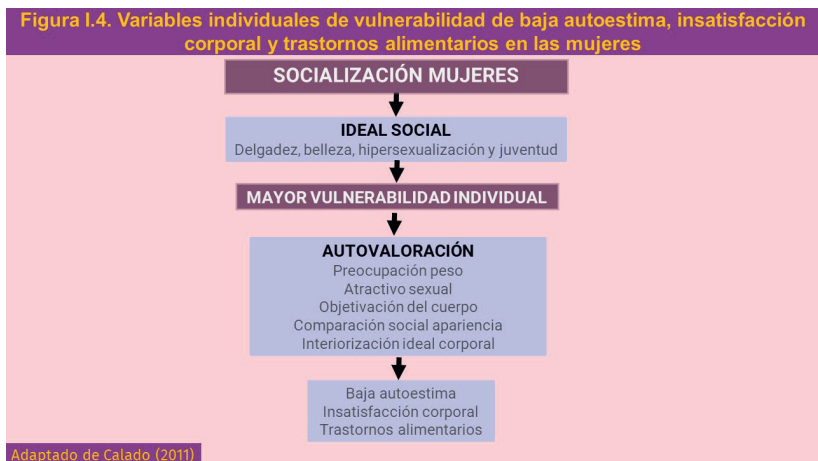 Figura I.4. Variables individuales de vulnerabilidad de baja autoestima, insatisfacción
corporal y trastornos alimentarios en las mujeres
SOCIALIZACIÓN MUJERES
IDEAL SOCIAL
Delgadez, belleza, hipersexualización y juventud
MAYOR VULNERABILIDAD INDIVIDUAL
AUTOVALORACIÓN
Preocupación peso
Atractivo sexual
Objetivación del cuerpo
Comparación social apariencia
Interiorización ideal corporal
Baja autoestima
Insatisfacción corporal
Trastornos alimentarios
Adaptado de Calado (2011)